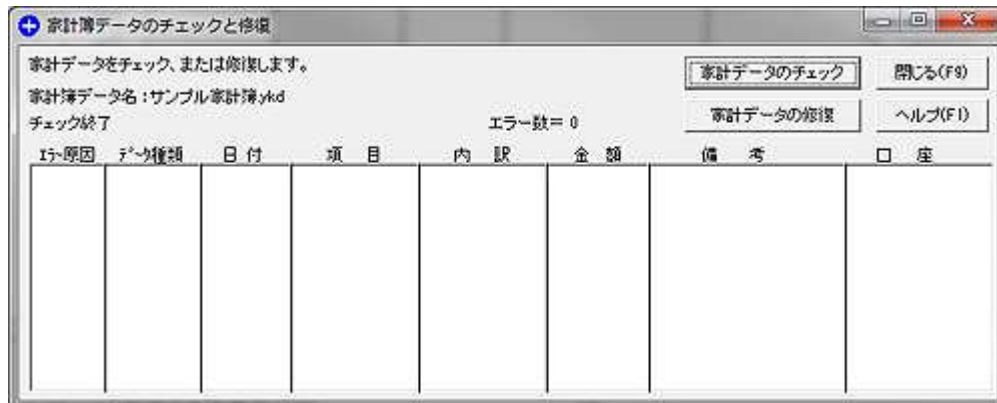 家計簿データのチェックと修復
家計データをチェック、または修復します。
家計簿データ名:サンプル家計簿.ykd
チェック終了
エラー数= 0
家計データのチェック
閉じる(F9)
家計データの修復
ヘルプ(F1)
ｴﾗｰ原因 ﾃﾞｰﾀ種類 日付 項 目 内 訳 金 額 備 考 口 座